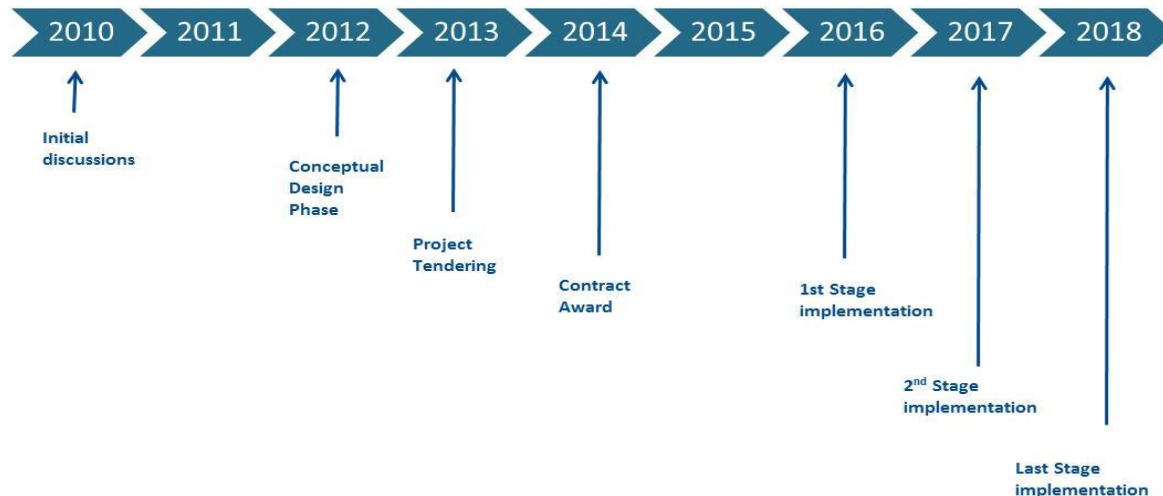 2010 2011 2012 2013 2014 2015 2016 2017 2018
Initial
discussions
Conceptual
Design
Phase
Project
Tendering
Contract
Award
1st Stage
implementation
2nd Stage
implementation
Last Stage
implementation